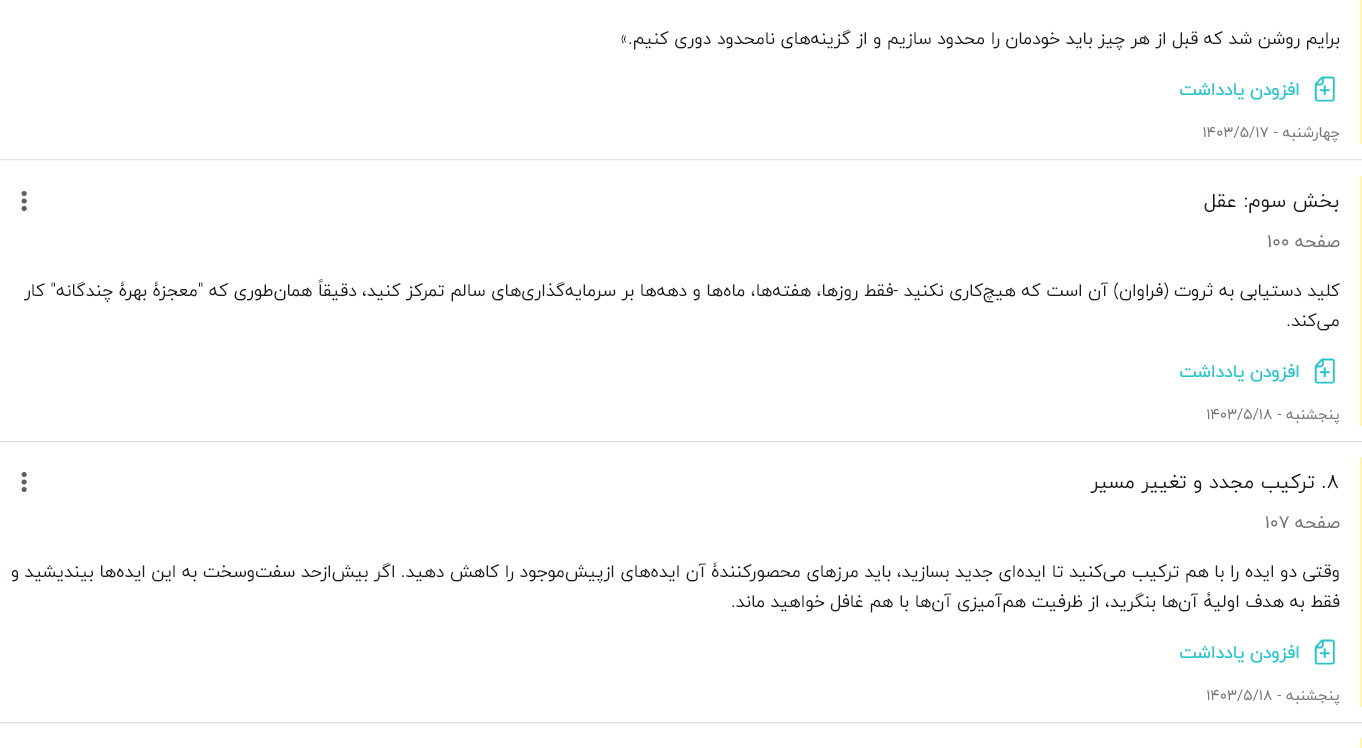 برایم روشن شد که قبل از هر چیز باید خودمان را محدود سازیم و از گزینه‌های نامحدود دوری کنیم.»
افزودن یادداشت
چهارشنبه - ۱۴۰۳/۵/۱۷
بخش سوم: عقل
صفحه ۱۰۰
کلید دستیابی به ثروت (فراوان) آن است که هیچ‌کاری نکنید -فقط روزها، هفته‌ها، ماه‌ها و دهه‌ها بر سرمایه‌گذاری‌های سالم تمرکز کنید، دقیقاً همان‌طوری که "معجزهٔ بهرهٔ چندگانه" کار
می‌کند.
افزودن یادداشت
پنجشنبه - ۱۴۰۳/۵/۱۸
۸. ترکیب مجدد و تغییر مسیر
صفحه ۱۰۷
وقتی دو ایده را با هم ترکیب می‌کنید تا ایده‌ای جدید بسازید، باید مرزهای محصورکنندهٔ آن ایده‌های ازپیش‌موجود را کاهش دهید. اگر بیش‌ازحد سفت‌وسخت به این ایده‌ها بیندیشید و
فقط به هدف اولیهٔ آن‌ها بنگرید، از ظرفیت هم‌آمیزی آن‌ها با هم غافل خواهید ماند.
افزودن یادداشت
پنجشنبه - ۱۴۰۳/۵/۱۸